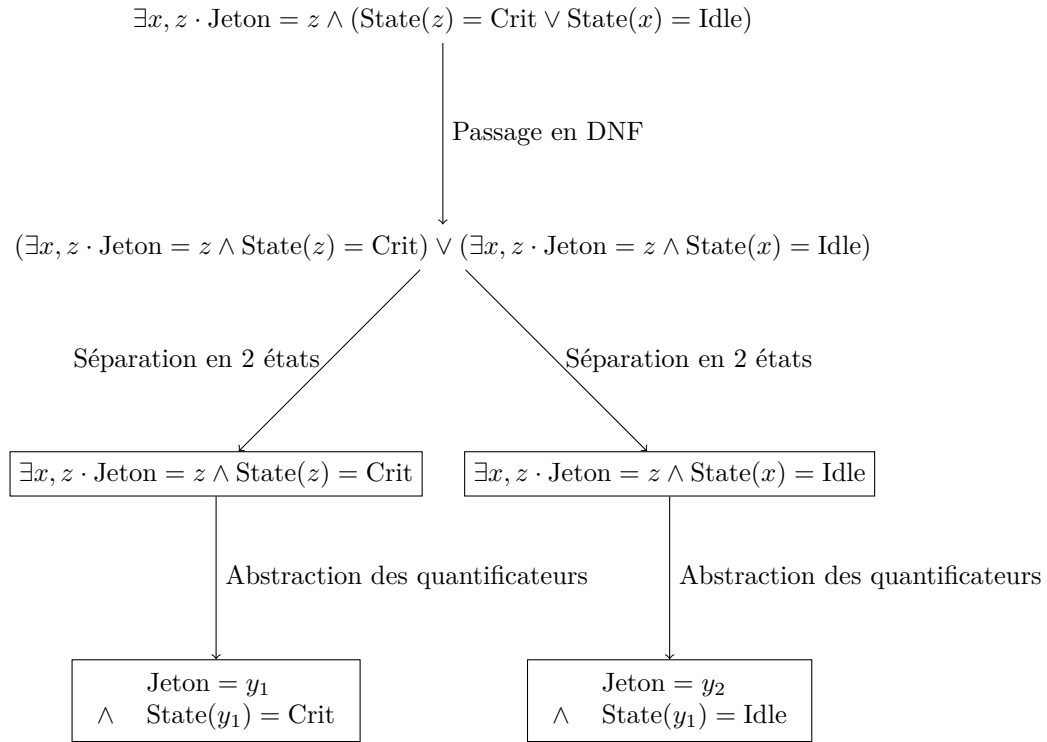 ∃x, z · Jeton = z ∧ (State(z) = Crit ∨ State(x) = Idle)
Passage en DNF
(∃x, z · Jeton = z ∧ State(z) = Crit) ∨ (∃x, z · Jeton = z ∧ State(x) = Idle)
Séparation en 2 états
Séparation en 2 états
∃x, z · Jeton = z ∧ State(z) = Crit
∃x, z · Jeton = z ∧ State(x) = Idle
Abstraction des quantificateurs
Abstraction des quantificateurs
Jeton = y₁
∧ State(y₁) = Crit
Jeton = y₂
∧ State(y₁) = Idle